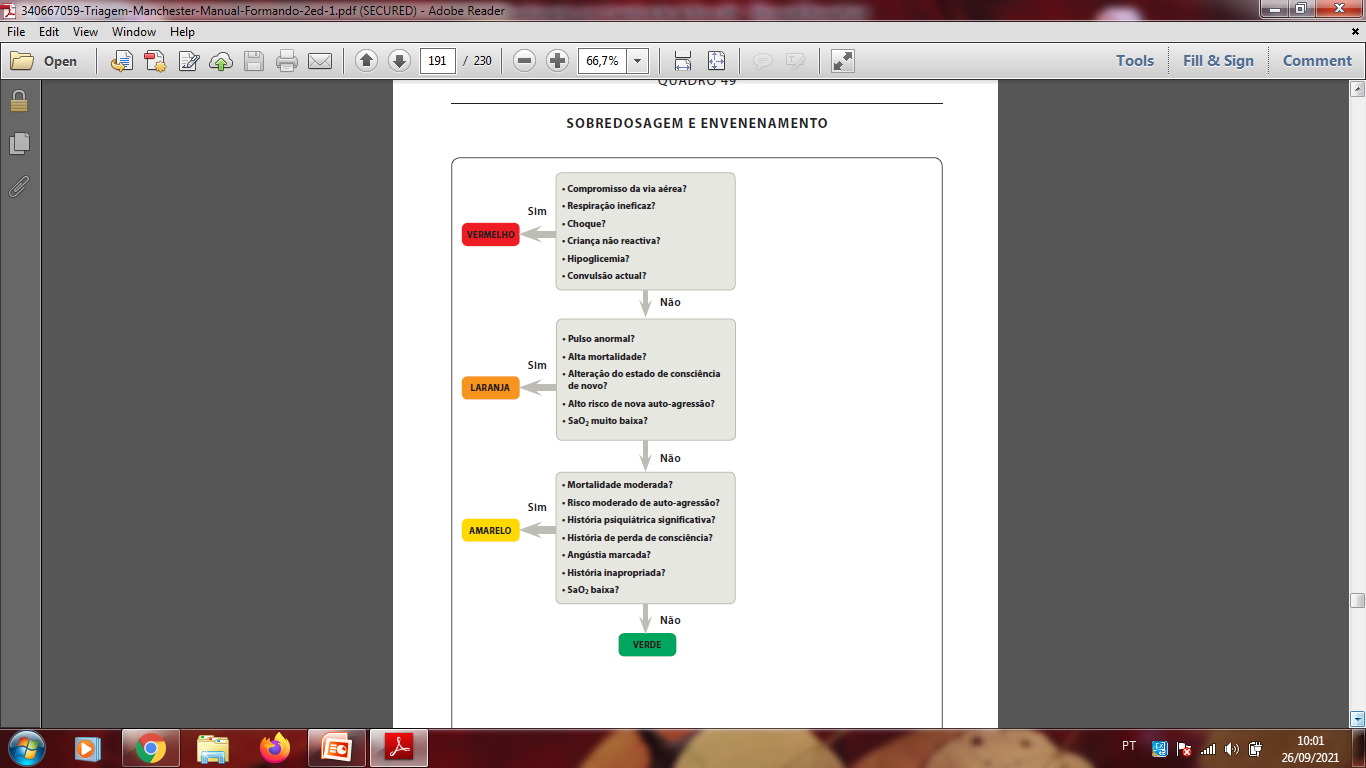 340667059-Triagem-Manchester-Manual-Formando-2ed-1.pdf (SECURED) - Adobe Reader
File Edit View Window Help
Open 191 / 230 66,7% Tools Fill & Sign Comment
QUADRO 49
SOBREDOSAGEM E ENVENENAMENTO
• Compromisso da via aérea?
• Respiração ineficaz?
• Choque?
• Criança não reactiva?
• Hipoglicemia?
• Convulsão actual?
Sim
VERMELHO
Não
• Pulso anormal?
• Alta mortalidade?
• Alteração do estado de consciência
de novo?
• Alto risco de nova auto-agressão?
• SaO₂ muito baixa?
Sim
LARANJA
Não
• Mortalidade moderada?
• Risco moderado de auto-agressão?
• História psiquiátrica significativa?
• História de perda de consciência?
• Angústia marcada?
• História inapropriada?
• SaO₂ baixa?
Sim
AMARELO
Não
VERDE
PT
10:01
26/09/2021